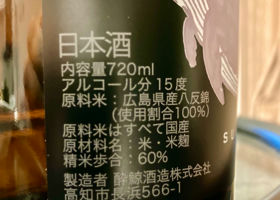 日本酒
内容量720ml
アルコール分 15度
原料米：広島県産八反錦
(使用割合100%)
原料米はすべて国産
原材料名：米・米麹
精米歩合：60%
製造者 酔鯨酒造株式会社
高知市長浜566-1
S U